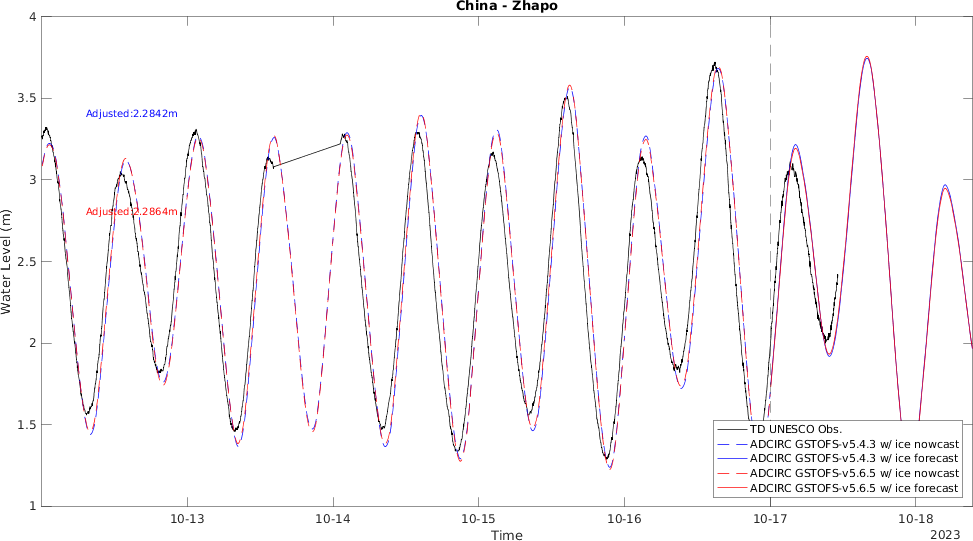 China - Zhapo
4
3.5
3
2.5
2
1.5
1
Water Level (m)
Adjusted:2.2842m
Adjusted:2.2864m
TD UNESCO Obs.
ADCIRC GSTOFS-v5.4.3 w/ ice nowcast
ADCIRC GSTOFS-v5.4.3 w/ ice forecast
ADCIRC GSTOFS-v5.6.5 w/ ice nowcast
ADCIRC GSTOFS-v5.6.5 w/ ice forecast
10-13 10-14 10-15 10-16 10-17 10-18
Time
2023